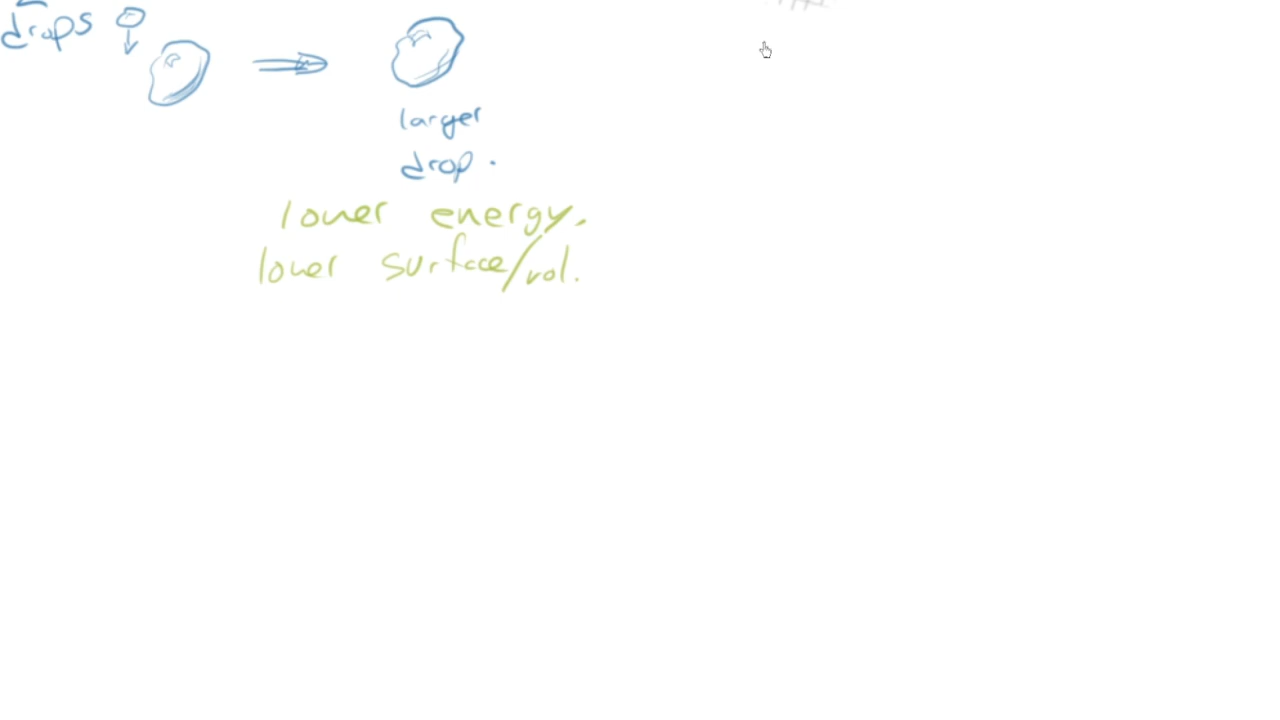 drops
larger
drop.
lower energy.
lower surface/vol.